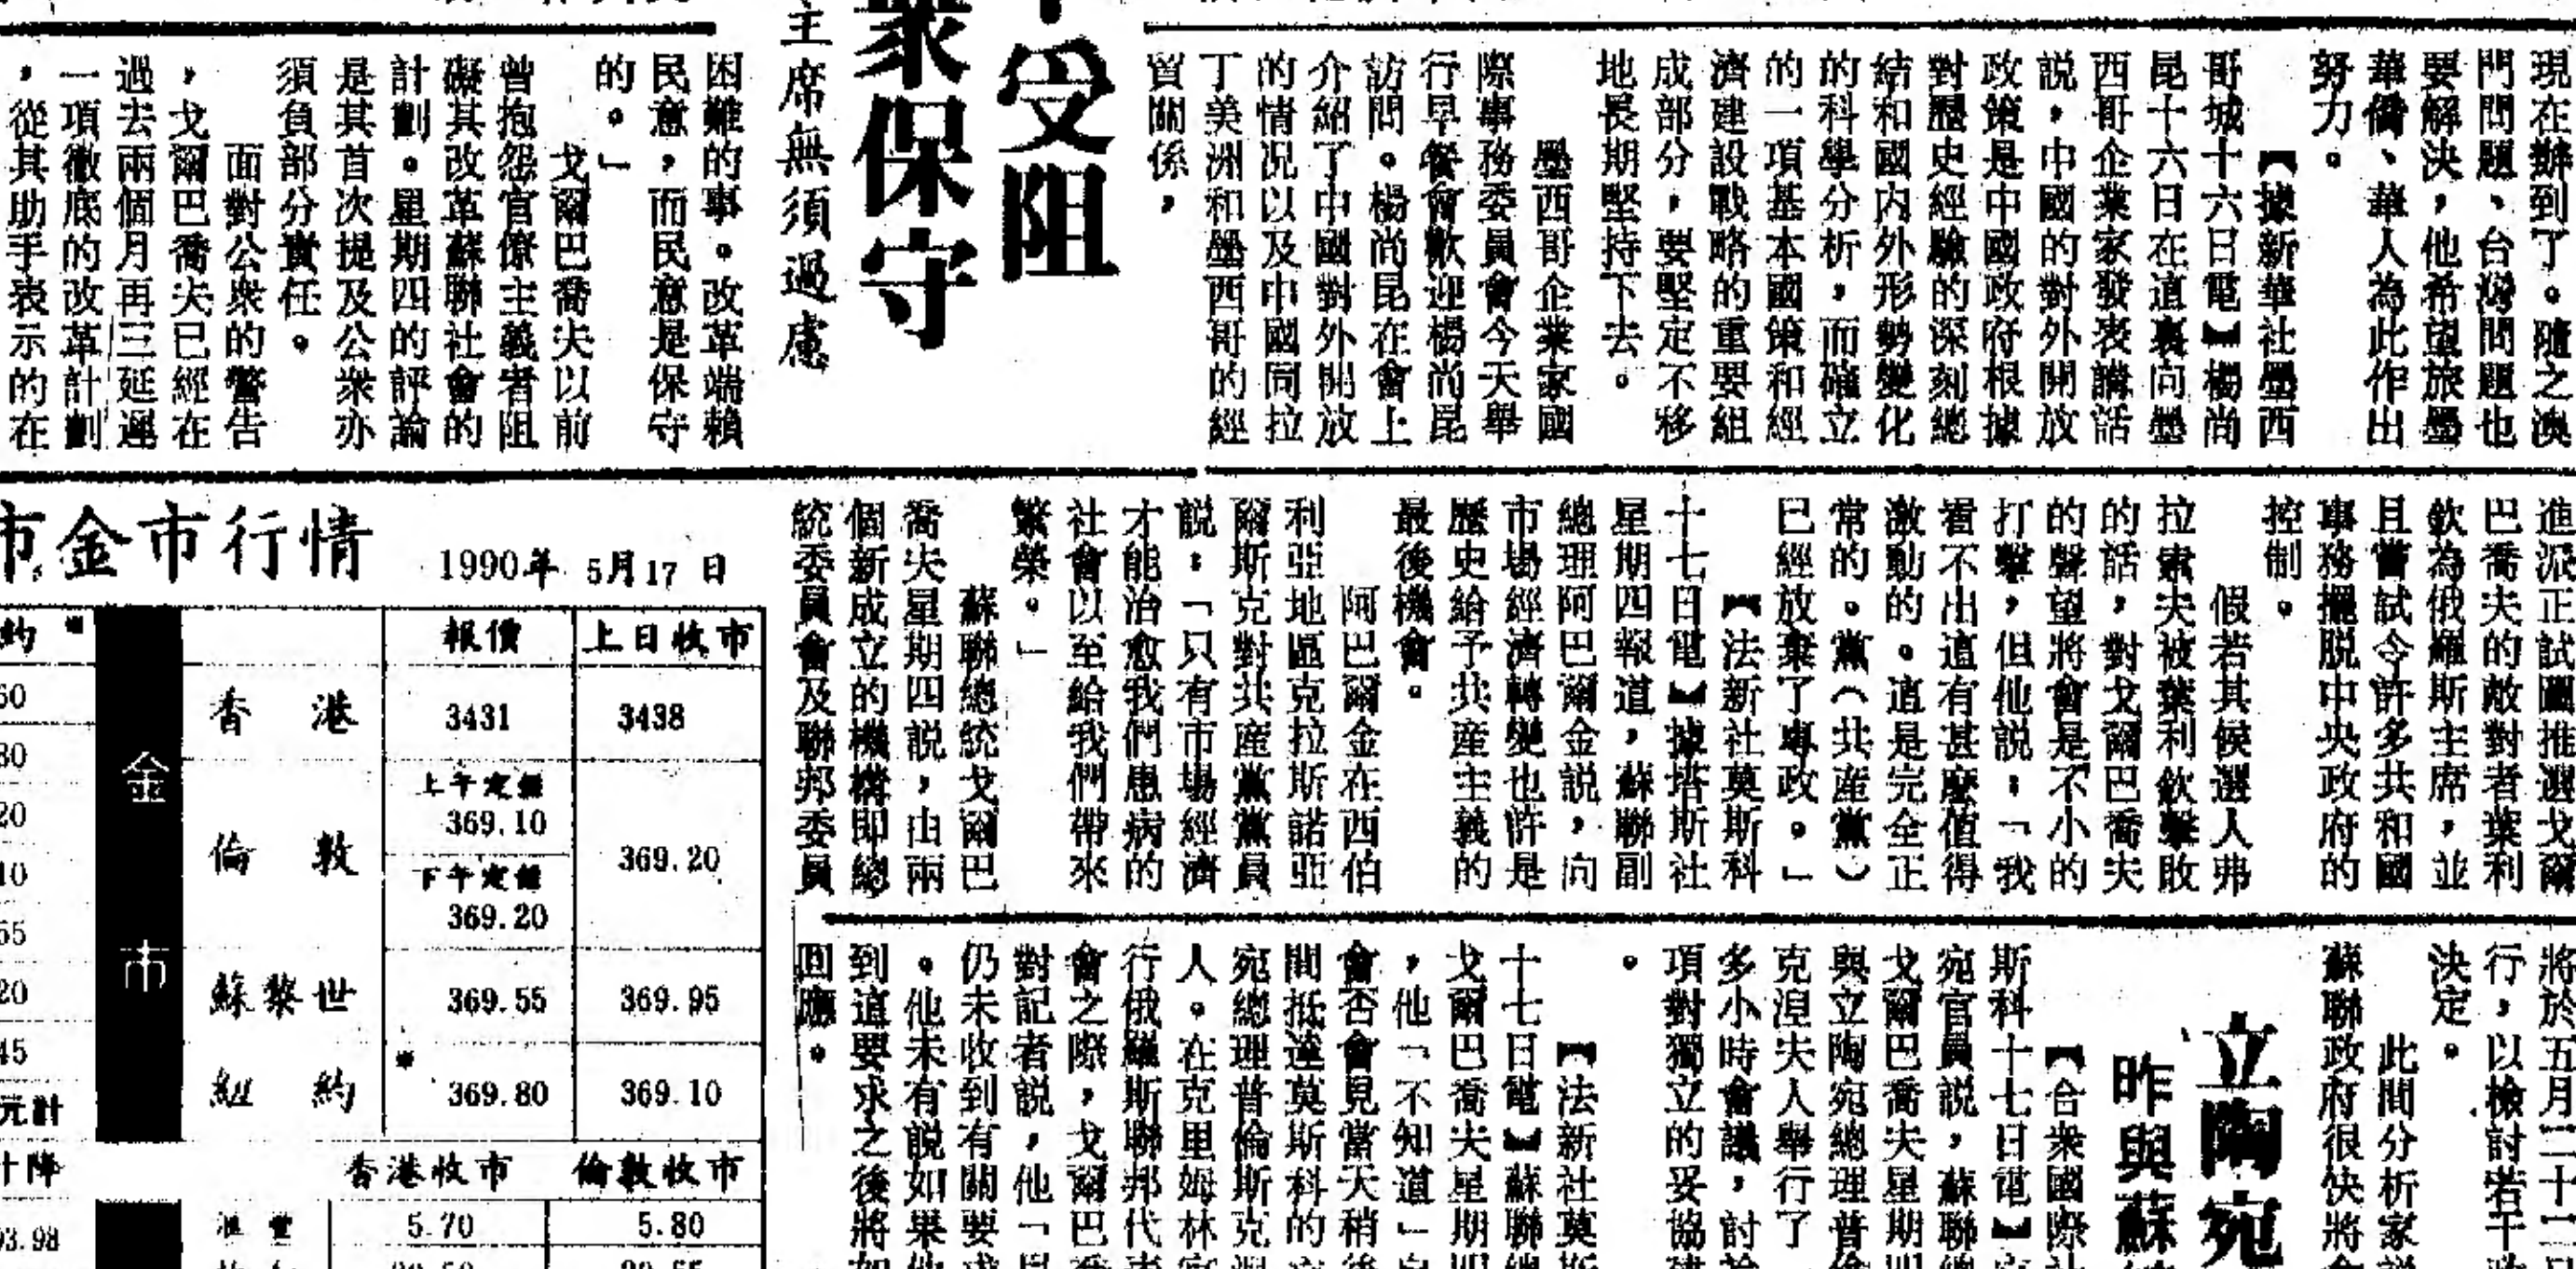 現在辦到了。隨之澳
門問題、台灣問題也
要解決，他希望旅墨
華僑、華人為此作出
努力。
【據新華社墨西
哥城十六日電】楊尚
昆十六日在這裏向墨
西哥企業家發表講話
説，中國的對外開放
政策是中國政府根據
對歷史經驗的深刻總
結和國内外形勢變化
的科學分析，而確立
的一項基本國策和經
濟建設戰略的重要組
成部分，要堅定不移
地長期堅持下去。
墨西哥企業家國
際事務委員會今天舉
行早餐會歡迎楊尚昆
訪問。楊尚昆在會上
介紹了中國對外開放
的情况以及中國同拉
丁美洲和墨西哥的經
貿關係，
受阻
衆保守
主席無須過慮
困難的事。改革端賴
民意，而民意是保守
的。」
戈爾巴喬夫以前
曾抱怨官僚主義者阻
礙其改革蘇聯社會的
計劃。星期四的評論
是其首次提及公衆亦
須負部分責任。
面對公衆的警告
，戈爾巴喬夫已經在
過去兩個月再三延遲
一項徹底的改革計劃
，從其助手表示的在
進派正試圖推選戈爾
巴喬夫的敵對者葉利
欽為俄羅斯主席，並
且嘗試令許多共和國
事務擺脱中央政府的
控制。
假若其候選人弗
拉索夫被葉利欽擊敗
的話，對戈爾巴喬夫
的聲望將會是不小的
打擊，但他説：「我
看不出這有甚麼值得
激動的。這是完全正
常的。黨（共産黨）
已經放棄了專政。」
【法新社莫斯科
十七日電】據塔斯社
星期四報道，蘇聯副
總理阿巴爾金説，向
市場經濟轉變也許是
歷史給予共産主義的
最後機會。
阿巴爾金在西伯
利亞地區克拉斯諾亞
爾斯克對共産黨黨員
説：「只有市場經濟
才能治愈我們患病的
社會以至給我們帶來
繁榮。」
蘇聯總統戈爾巴
喬夫星期四説，由兩
個新成立的機構即總
統委員會及聯邦委員
市金市行情 1990年 5月17日
金市
報價 上日收市
香港 3431 3438
倫敦 上午定盤 369.10 下午定盤 369.20 369.20
蘇黎世 369.55 369.95
紐約 *369.80 369.10
香港收市 倫敦收市
滙豐 5.70 5.80
元計
93.98
將於五月二十二日
行，以檢討若干
決定。
此間分析家
蘇聯政府很快將
立陶宛
昨與蘇
【合衆國際社
斯科十七日電】
宛官員説，蘇聯總
戈爾巴喬夫星期四
與立陶宛總理普倫
克涅夫人舉行了
多小時會議，討論
項對獨立的妥協建
。
【法新社莫斯
十七日電】蘇聯總
戈爾巴喬夫星期四
，他「不知道」
會否會見當天稍後
間抵達莫斯科的立
宛總理普倫斯克涅
人。在克里姆林宮
行俄羅斯聯邦代表
會之際，戈爾巴喬
對記者説，他「
仍未收到有關要求
。他未有説如果他
到這要求之後將如
回應。